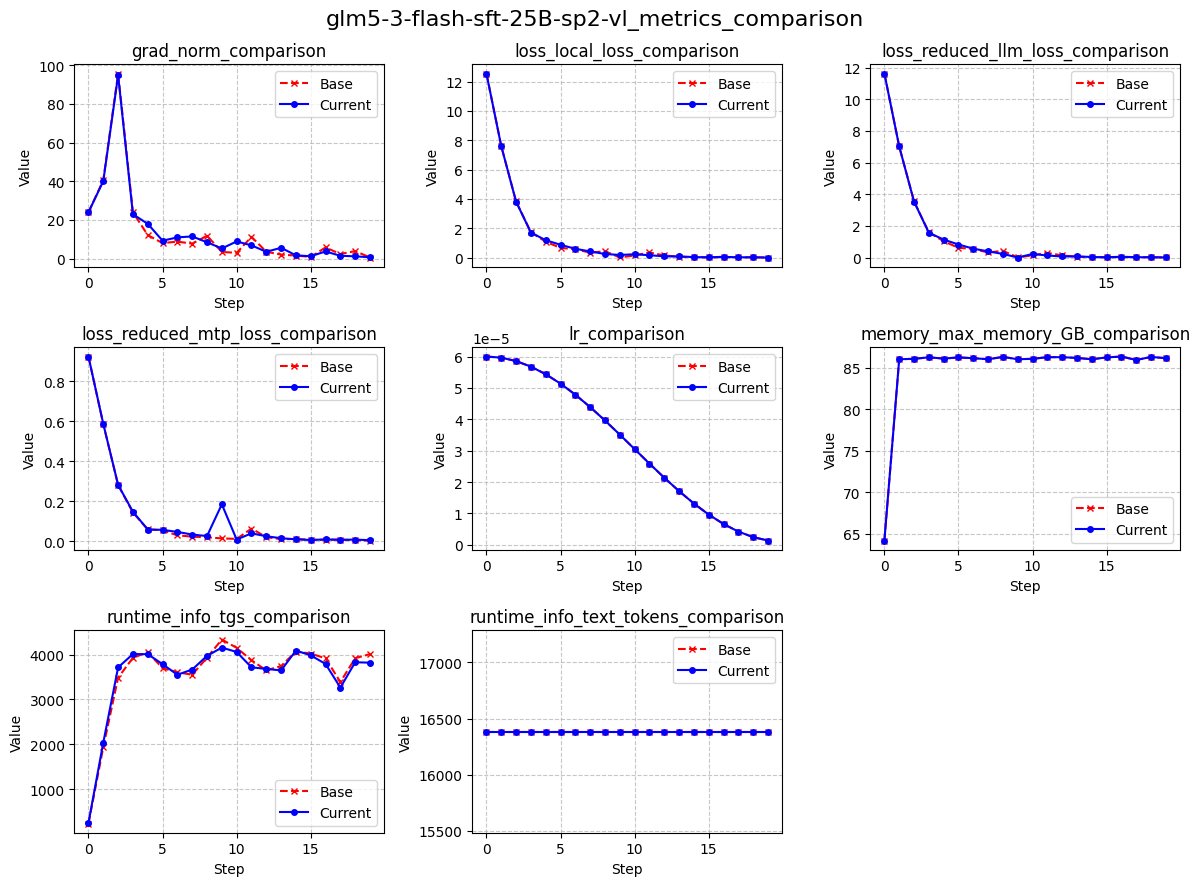 glm5-3-flash-sft-25B-sp2-vl_metrics_comparison
grad_norm_comparison
Value
100
80
60
40
20
0
0 5 10 15
Step
Base
Current
loss_local_loss_comparison
Value
12
10
8
6
4
2
0
0 5 10 15
Step
Base
Current
loss_reduced_llm_loss_comparison
Value
12
10
8
6
4
2
0
0 5 10 15
Step
Base
Current
loss_reduced_mtp_loss_comparison
Value
0.8
0.6
0.4
0.2
0.0
0 5 10 15
Step
Base
Current
lr_comparison
1e−5
Value
6
5
4
3
2
1
0
0 5 10 15
Step
Base
Current
memory_max_memory_GB_comparison
Value
85
80
75
70
65
0 5 10 15
Step
Base
Current
runtime_info_tgs_comparison
Value
4000
3000
2000
1000
0 5 10 15
Step
Base
Current
runtime_info_text_tokens_comparison
Value
17000
16500
16000
15500
0 5 10 15
Step
Base
Current